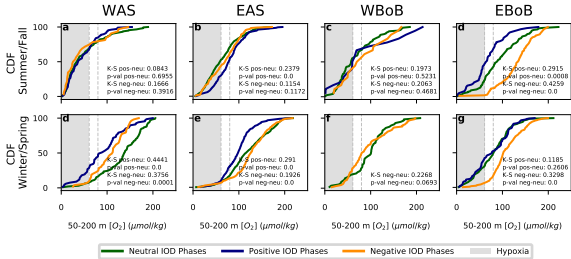 WAS EAS WBoB EBoB
CDF
Summer/Fall
100
50
0
a
K-S pos-neu: 0.0843
p-val pos-neu: 0.6955
K-S neg-neu: 0.1666
p-val neg-neu: 0.3916
b
K-S pos-neu: 0.2379
p-val pos-neu: 0.0
K-S neg-neu: 0.1154
p-val neg-neu: 0.1172
c
K-S pos-neu: 0.1973
p-val pos-neu: 0.5231
K-S neg-neu: 0.2063
p-val neg-neu: 0.4681
d
K-S pos-neu: 0.2915
p-val pos-neu: 0.0008
K-S neg-neu: 0.4259
p-val neg-neu: 0.0
CDF
Winter/Spring
100
50
0
d
K-S pos-neu: 0.4441
p-val pos-neu: 0.0
K-S neg-neu: 0.3756
p-val neg-neu: 0.0001
e
K-S pos-neu: 0.291
p-val pos-neu: 0.0
K-S neg-neu: 0.1926
p-val neg-neu: 0.0
f
K-S neg-neu: 0.2268
p-val neg-neu: 0.0693
g
K-S pos-neu: 0.1185
p-val pos-neu: 0.2606
K-S neg-neu: 0.3298
p-val neg-neu: 0.0
0 100 200 0 100 200 0 100 200 0 100 200
50-200 m [O₂] (μmol/kg) 50-200 m [O₂] (μmol/kg) 50-200 m [O₂] (μmol/kg) 50-200 m [O₂] (μmol/kg)
Neutral IOD Phases Positive IOD Phases Negative IOD Phases Hypoxia